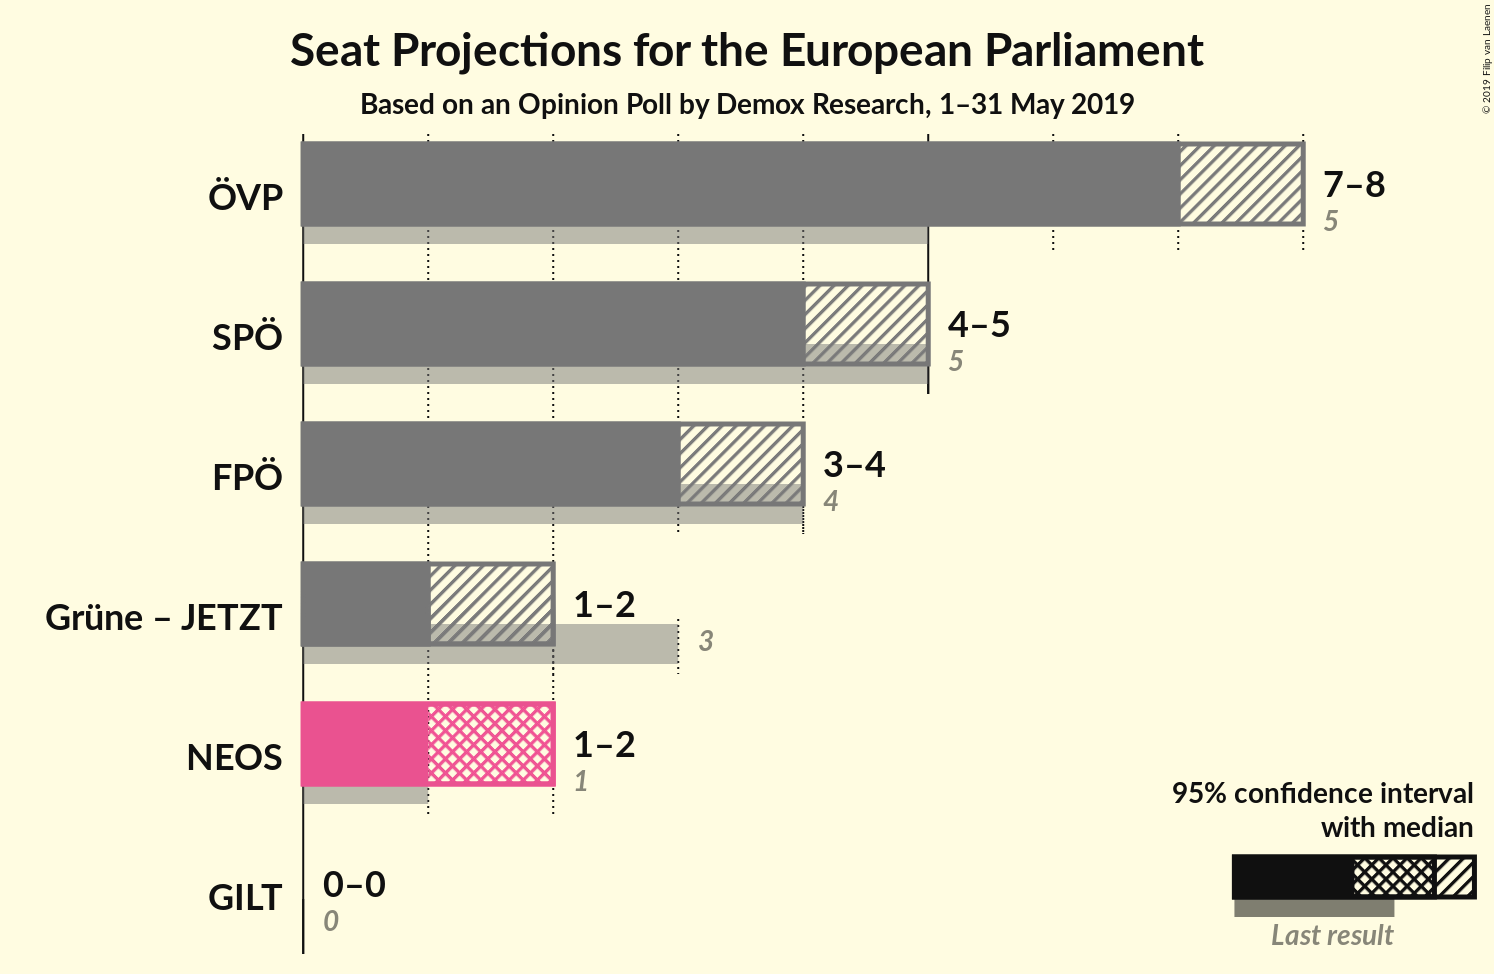 Seat Projections for the European Parliament
Based on an Opinion Poll by Demox Research, 1–31 May 2019
© 2019 Filip van Laenen
ÖVP
7–8
5
SPÖ
4–5
5
FPÖ
3–4
4
Grüne – JETZT
1–2
3
NEOS
1–2
1
GILT
0–0
0
95% confidence interval
with median
Last result